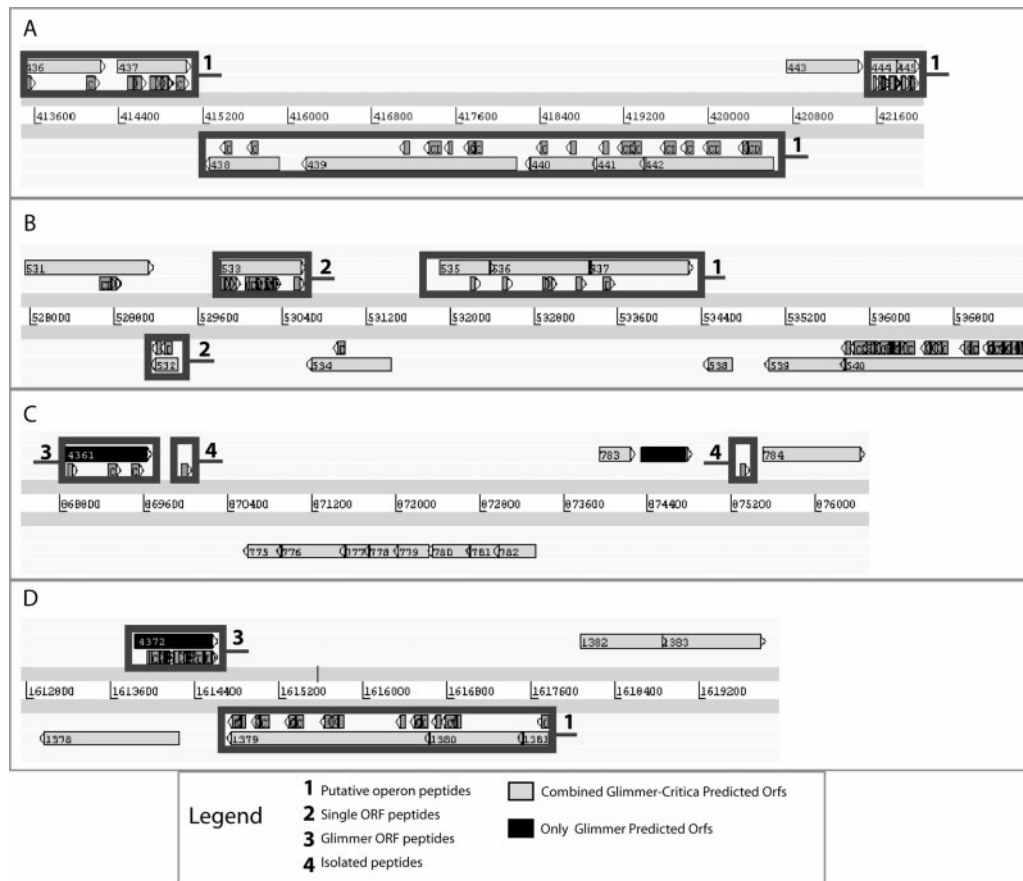 A
436 437 1 443 444 445 1
413600 414400 415200 416000 416800 417600 418400 419200 420000 420800 421600
1
438 439 440 441 442
B
531 533 2 535 536 537 1
528000 528800 529600 530400 531200 532000 532800 533600 534400 535200 536000 536800
2
532 534 538 539 540
C
3 4361 4 783 4 784
868800 869600 870400 871200 872000 872800 873600 874400 875200 876000
775 776 777 778 779 780 781 782
D
4372 3 1382 1383
1612800 1613600 1614400 1615200 1616000 1616800 1617600 1618400 1619200
1378 1379 1380 1381 1
Legend
1 Putative operon peptides
2 Single ORF peptides
3 Glimmer ORF peptides
4 Isolated peptides
Combined Glimmer-Critica Predicted Orfs
Only Glimmer Predicted Orfs